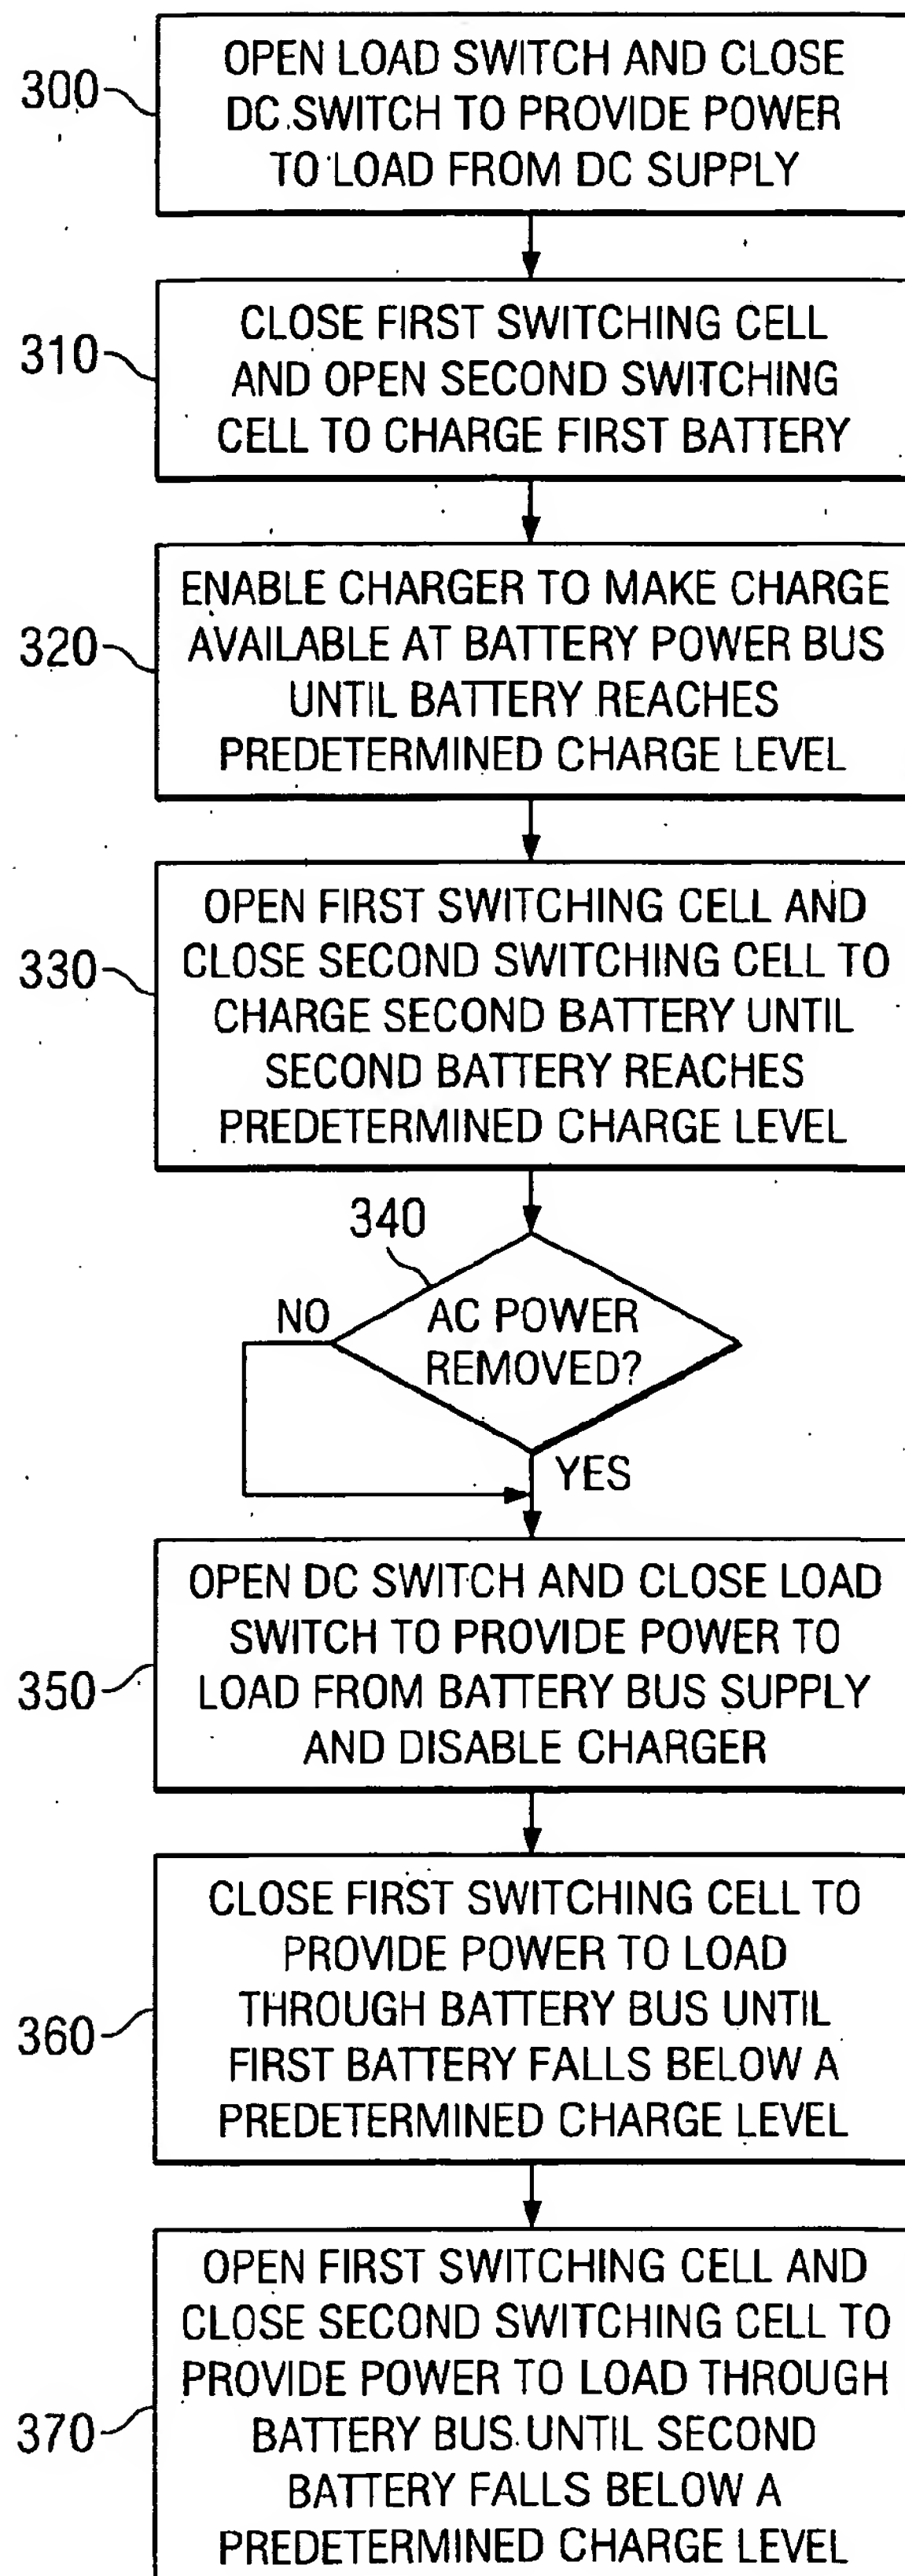 300
OPEN LOAD SWITCH AND CLOSE
DC SWITCH TO PROVIDE POWER
TO LOAD FROM DC SUPPLY
310
CLOSE FIRST SWITCHING CELL
AND OPEN SECOND SWITCHING
CELL TO CHARGE FIRST BATTERY
320
ENABLE CHARGER TO MAKE CHARGE
AVAILABLE AT BATTERY POWER BUS
UNTIL BATTERY REACHES
PREDETERMINED CHARGE LEVEL
330
OPEN FIRST SWITCHING CELL AND
CLOSE SECOND SWITCHING CELL TO
CHARGE SECOND BATTERY UNTIL
SECOND BATTERY REACHES
PREDETERMINED CHARGE LEVEL
340
NO
AC POWER
REMOVED?
YES
350
OPEN DC SWITCH AND CLOSE LOAD
SWITCH TO PROVIDE POWER TO
LOAD FROM BATTERY BUS SUPPLY
AND DISABLE CHARGER
360
CLOSE FIRST SWITCHING CELL TO
PROVIDE POWER TO LOAD
THROUGH BATTERY BUS UNTIL
FIRST BATTERY FALLS BELOW A
PREDETERMINED CHARGE LEVEL
370
OPEN FIRST SWITCHING CELL AND
CLOSE SECOND SWITCHING CELL TO
PROVIDE POWER TO LOAD THROUGH
BATTERY BUS UNTIL SECOND
BATTERY FALLS BELOW A
PREDETERMINED CHARGE LEVEL